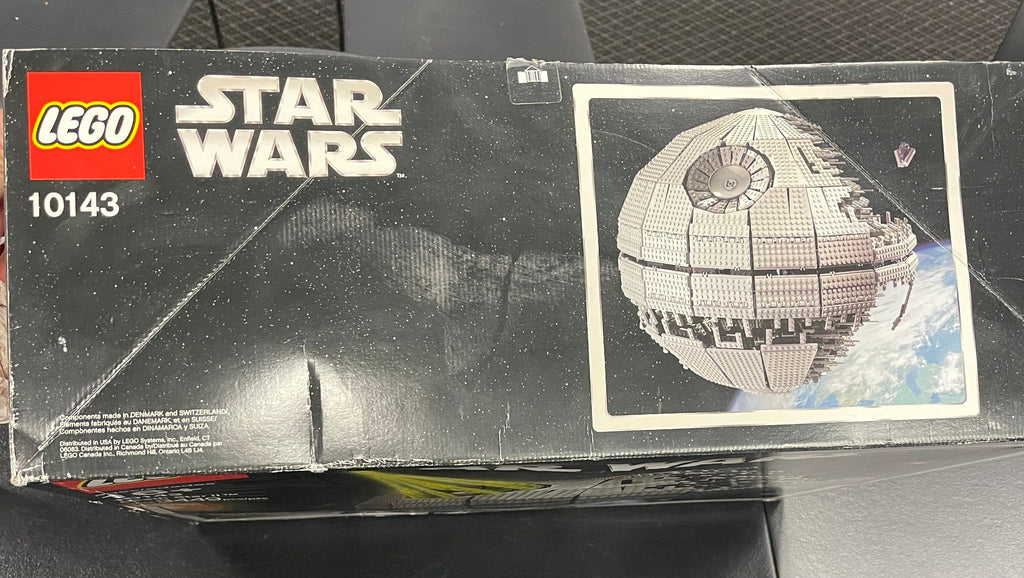 LEGO
STAR
WARS™
10143
Components made in DENMARK and SWITZERLAND/
Eléments fabriqués au DANEMARK et en SUISSE/
Componentes hechos en DINAMARCA y SUIZA.
Distributed in USA by LEGO Systems, Inc., Enfield, CT
06083. Distributed in Canada by/Distribué au Canada par
LEGO Canada Inc., Richmond Hill, Ontario L4B 1J4.